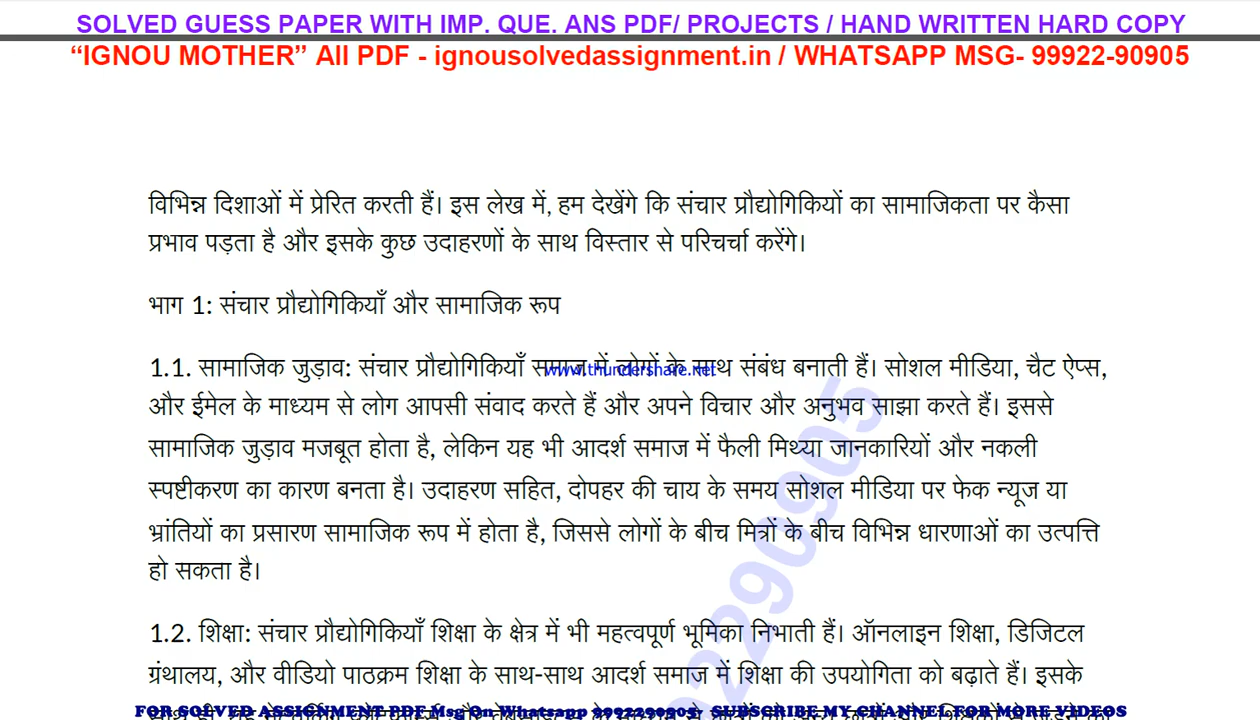 SOLVED GUESS PAPER WITH IMP. QUE. ANS PDF/ PROJECTS / HAND WRITTEN HARD COPY
“IGNOU MOTHER” All PDF - ignousolvedassignment.in / WHATSAPP MSG- 99922-90905
विभिन्न दिशाओं में प्रेरित करती हैं। इस लेख में, हम देखेंगे कि संचार प्रौद्योगिकियों का सामाजिकता पर कैसा
प्रभाव पड़ता है और इसके कुछ उदाहरणों के साथ विस्तार से परिचर्चा करेंगे।
भाग 1: संचार प्रौद्योगिकियाँ और सामाजिक रूप
1.1. सामाजिक जुड़ाव: संचार प्रौद्योगिकियाँ समाज में लोगों के साथ संबंध बनाती हैं। सोशल मीडिया, चैट ऐप्स,
www.thundershare.net
और ईमेल के माध्यम से लोग आपसी संवाद करते हैं और अपने विचार और अनुभव साझा करते हैं। इससे
सामाजिक जुड़ाव मजबूत होता है, लेकिन यह भी आदर्श समाज में फैली मिथ्या जानकारियों और नकली
स्पष्टीकरण का कारण बनता है। उदाहरण सहित, दोपहर की चाय के समय सोशल मीडिया पर फेक न्यूज या
भ्रांतियों का प्रसारण सामाजिक रूप में होता है, जिससे लोगों के बीच मित्रों के बीच विभिन्न धारणाओं का उत्पत्ति
हो सकता है।
1.2. शिक्षा: संचार प्रौद्योगिकियाँ शिक्षा के क्षेत्र में भी महत्वपूर्ण भूमिका निभाती हैं। ऑनलाइन शिक्षा, डिजिटल
ग्रंथालय, और वीडियो पाठक्रम शिक्षा के साथ-साथ आदर्श समाज में शिक्षा की उपयोगिता को बढ़ाते हैं। इसके
FOR SOLVED ASSIGNMENT PDF Msg On Whatsapp 9992290905, SUBSCRIBE MY CHANNEL FOR MORE VIDEOS